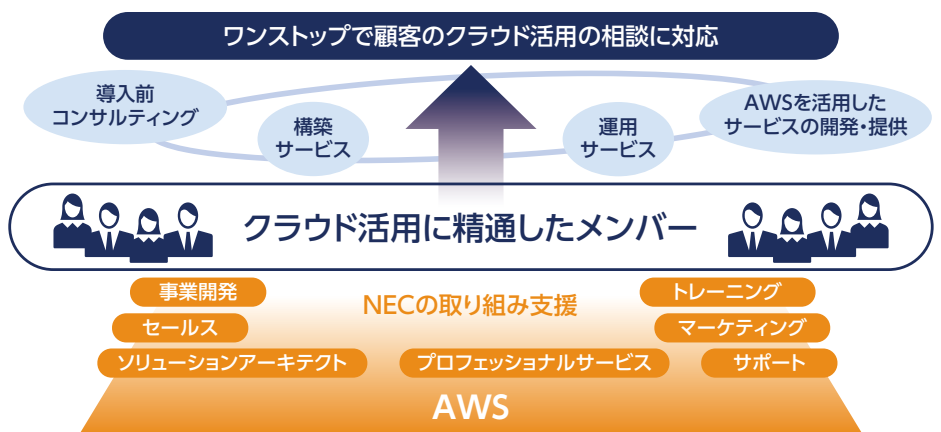 ワンストップで顧客のクラウド活用の相談に対応
導入前
コンサルティング
構築
サービス
運用
サービス
AWSを活用した
サービスの開発・提供
クラウド活用に精通したメンバー
事業開発
NECの取り組み支援
トレーニング
セールス
マーケティング
ソリューションアーキテクト
プロフェッショナルサービス
サポート
AWS